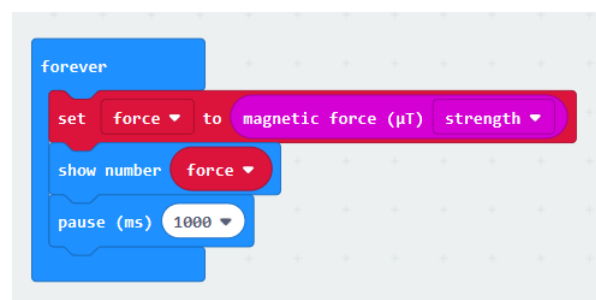 forever
set force to magnetic force (µT) strength
show number force
pause (ms) 1000